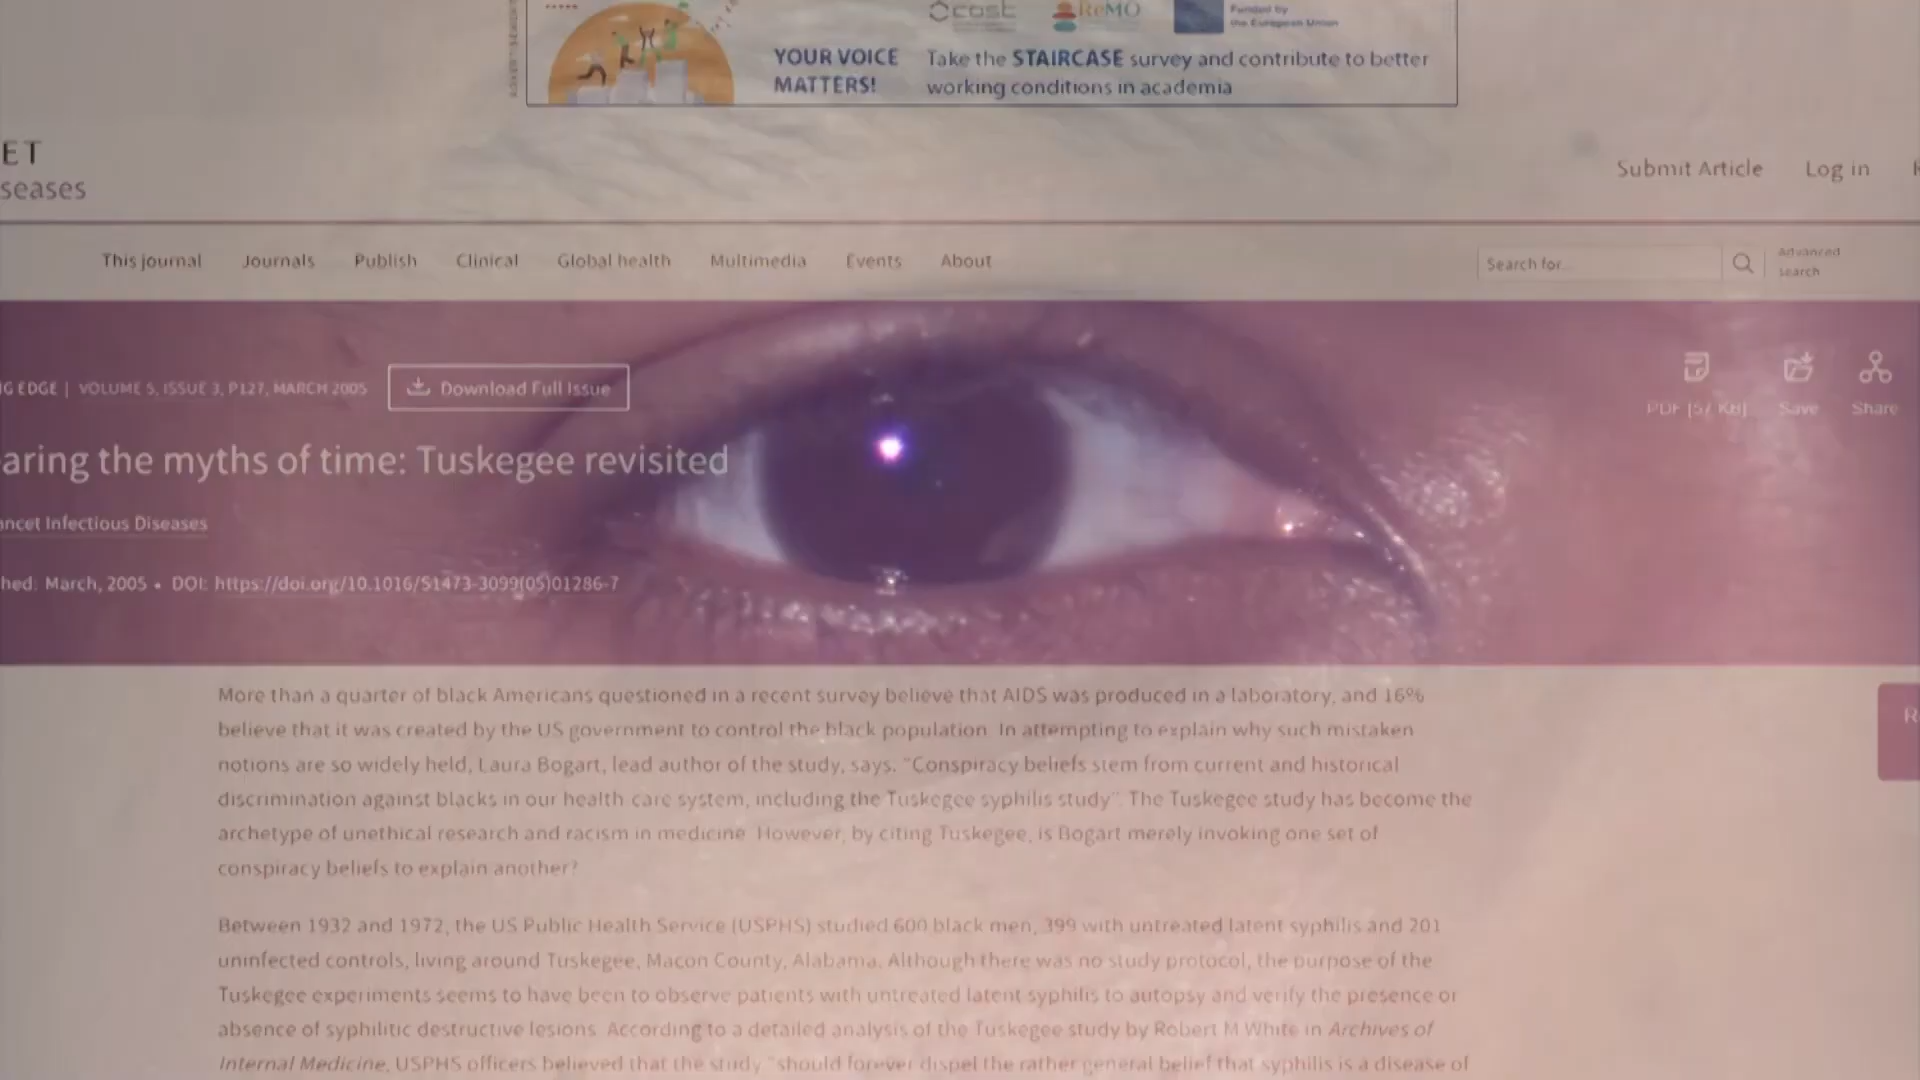 cost
ReMO
Funded by
the European Union
YOUR VOICE
MATTERS!
Take the STAIRCASE survey and contribute to better
working conditions in academia
ET
seases
Submit Article
Log in
This journal
Journals
Publish
Clinical
Global health
Multimedia
Events
About
Search for...
Advanced
search
G EDGE | VOLUME 5, ISSUE 3, P127, MARCH 2005
Download Full Issue
PDF [57 KB]
Save
Share
aring the myths of time: Tuskegee revisited
ancet Infectious Diseases
hed: March, 2005 • DOI: https://doi.org/10.1016/S1473-3099(05)01286-7
More than a quarter of black Americans questioned in a recent survey believe that AIDS was produced in a laboratory, and 16%
believe that it was created by the US government to control the black population. In attempting to explain why such mistaken
notions are so widely held, Laura Bogart, lead author of the study, says, "Conspiracy beliefs stem from current and historical
discrimination against blacks in our health care system, including the Tuskegee syphilis study". The Tuskegee study has become the
archetype of unethical research and racism in medicine. However, by citing Tuskegee, is Bogart merely invoking one set of
conspiracy beliefs to explain another?
Between 1932 and 1972, the US Public Health Service (USPHS) studied 600 black men, 399 with untreated latent syphilis and 201
uninfected controls, living around Tuskegee, Macon County, Alabama. Although there was no study protocol, the purpose of the
Tuskegee experiments seems to have been to observe patients with untreated latent syphilis to autopsy and verify the presence or
absence of syphilitic destructive lesions. According to a detailed analysis of the Tuskegee study by Robert M White in Archives of
Internal Medicine, USPHS officers believed that the study "should forever dispel the rather general belief that syphilis is a disease of